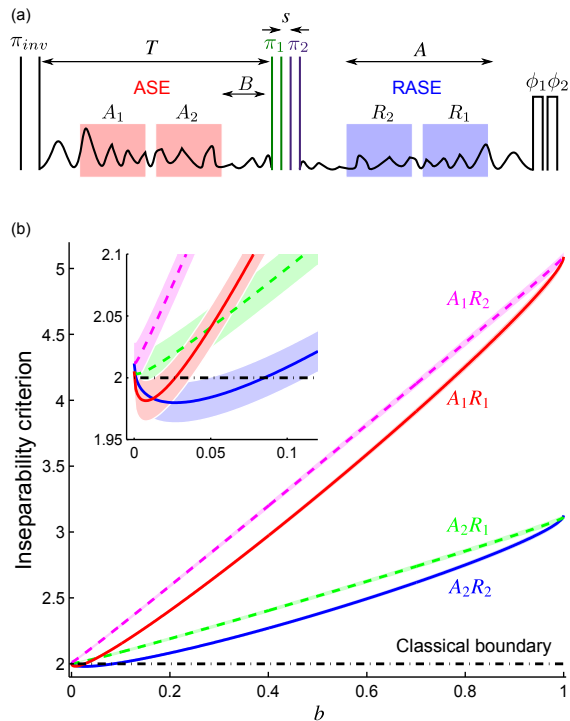 (a)
s
π_inv T π_1 π_2 A
ASE B RASE ϕ_1 ϕ_2
A_1 A_2 R_2 R_1
(b)
2.1
2.05
2
1.95
0 0.05 0.1
Inseparability criterion
5
4.5
4
3.5
3
2.5
2
A_1R_2
A_1R_1
A_2R_1
A_2R_2
Classical boundary
0 0.2 0.4 0.6 0.8 1
b